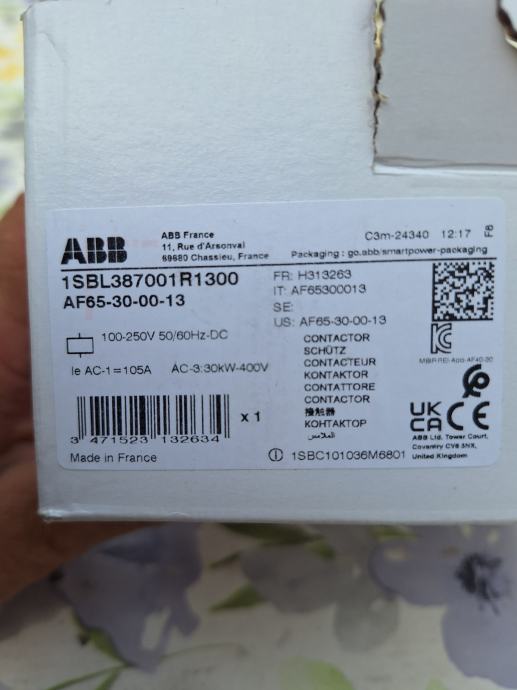 ABB
ABB France
11, Rue d'Arsonval
69680 Chassieu, France
C3m-24340 12:17 F8
Packaging : go.abb/smartpower-packaging
1SBL387001R1300
AF65-30-00-13
FR: H313263
IT: AF65300013
SE:
US: AF65-30-00-13
100-250V 50/60Hz-DC
Ie AC-1=105A AC-3:30kW-400V
CONTACTOR
SCHÜTZ
CONTACTEUR
KONTAKTOR
CONTATTORE
CONTACTOR
接触器
КОНТАКТОР
الملامس
x 1
3 471523 132634
Made in France
1SBC101036M6801
UK
CA CE
ABB Ltd. Tower Court,
Coventry CV6 5NX,
United Kingdom